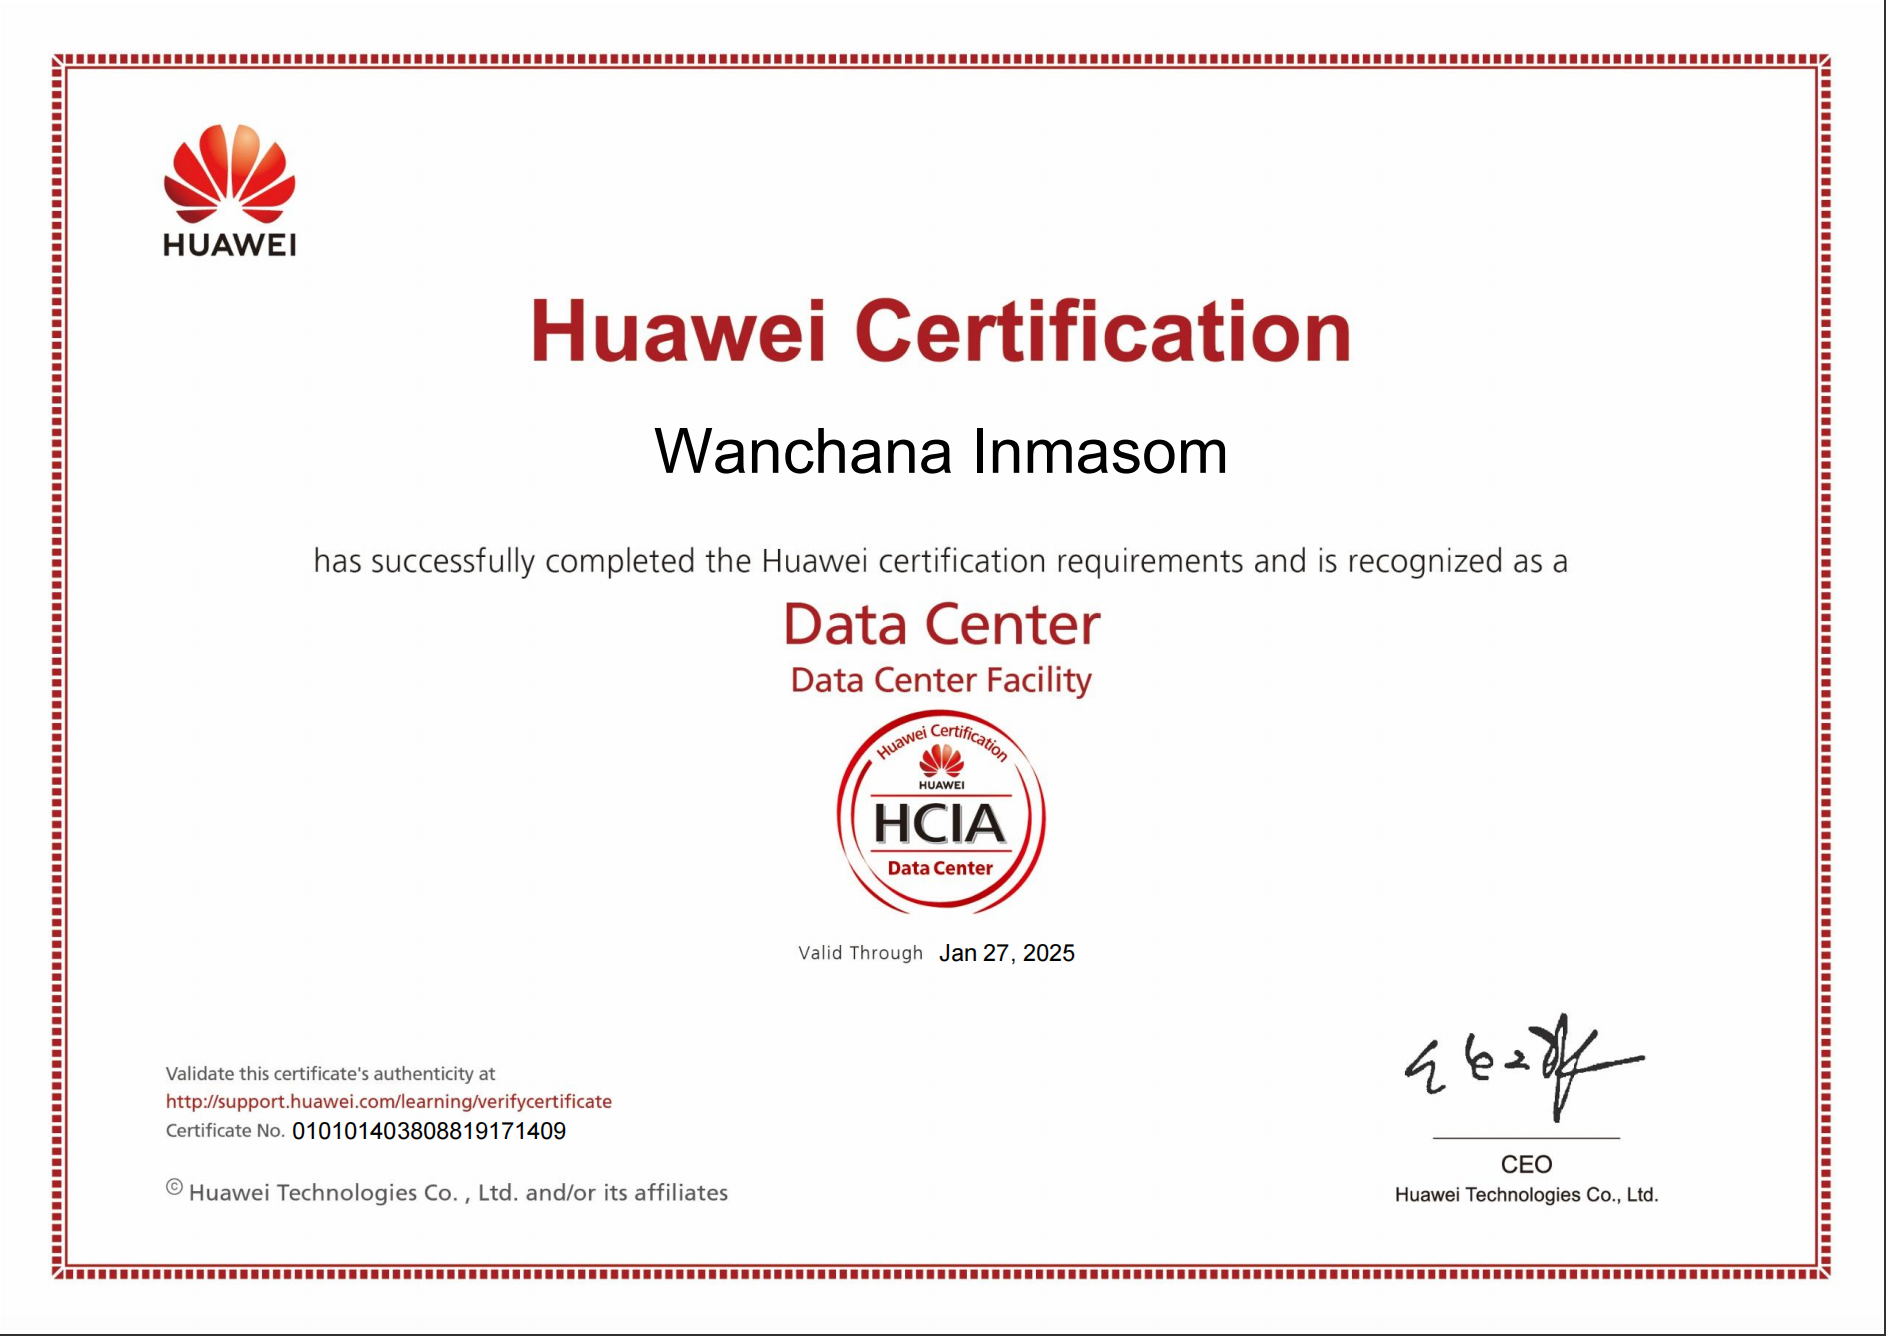 HUAWEI
Huawei Certification
Wanchana Inmasom
has successfully completed the Huawei certification requirements and is recognized as a
Data Center
Data Center Facility
Huawei Certification
HUAWEI
HCIA
Data Center
Valid Through Jan 27, 2025
Validate this certificate's authenticity at
http://support.huawei.com/learning/verifycertificate
Certificate No. 010101403808819171409
© Huawei Technologies Co. , Ltd. and/or its affiliates
CEO
Huawei Technologies Co., Ltd.